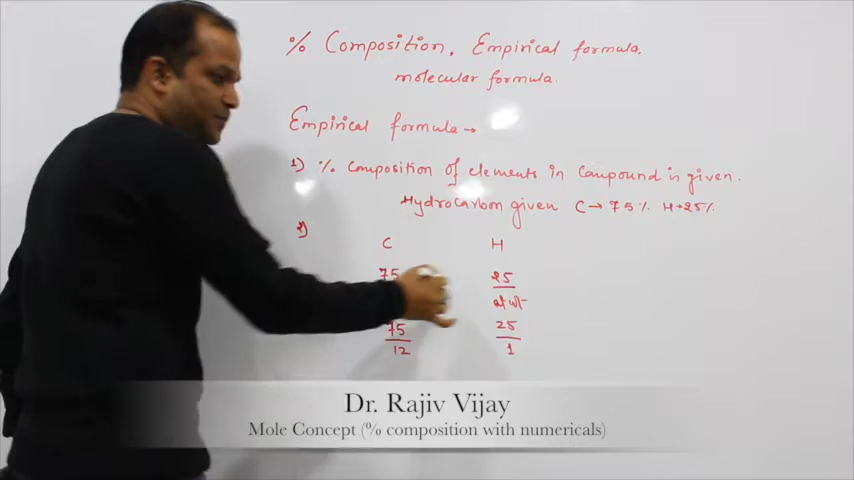 % Composition, Empirical formula,
molecular formula.
Empirical formula →
1) % Composition of elements in Compound is given.
Hydrocarbon given C → 75% H → 25%
2)
C H
75 25
at wt
75 25
12 1
Dr. Rajiv Vijay
Mole Concept (% composition with numericals)